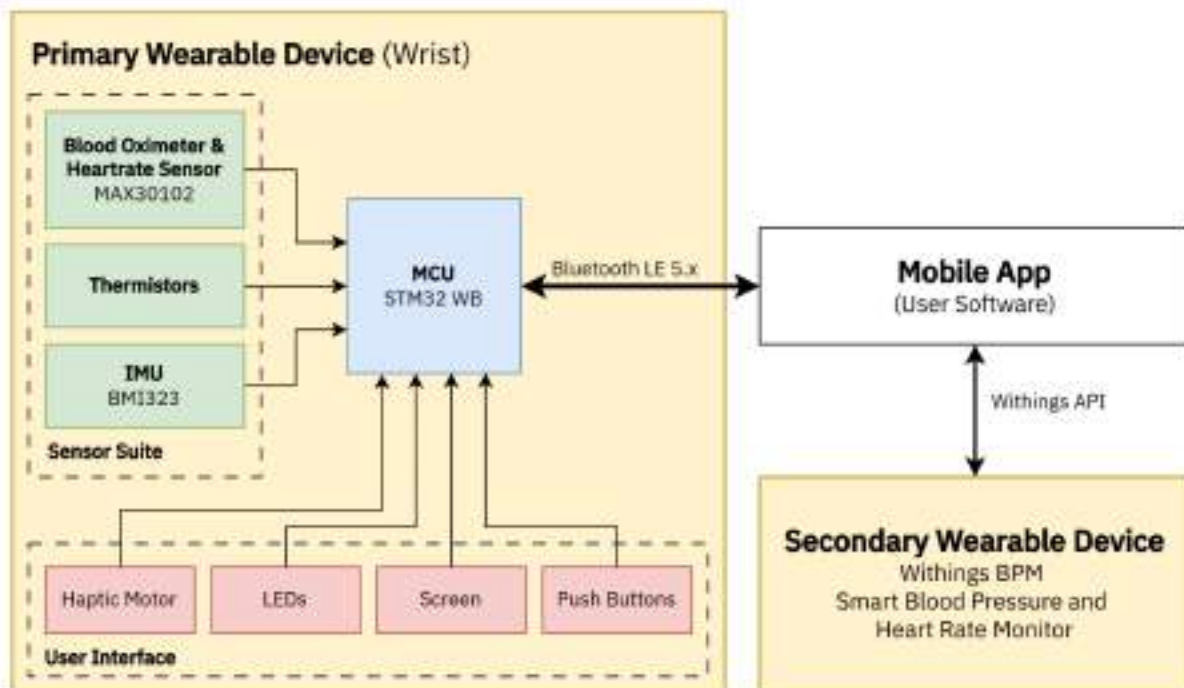 Primary Wearable Device (Wrist)
Blood Oximeter &
Heartrate Sensor
MAX30102
Thermistors
IMU
BMI323
Sensor Suite
MCU
STM32 WB
Bluetooth LE 5.x
Mobile App
(User Software)
Withings API
Secondary Wearable Device
Withings BPM
Smart Blood Pressure and
Heart Rate Monitor
Haptic Motor
LEDs
Screen
Push Buttons
User Interface